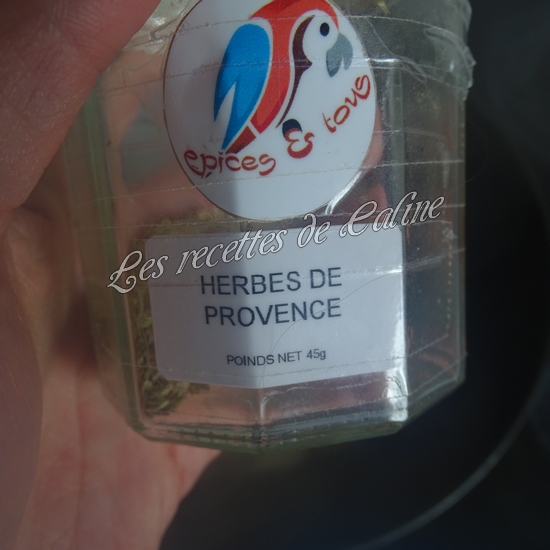 epices & tous
Les recettes de Caline
HERBES DE
PROVENCE
POINDS NET 45g